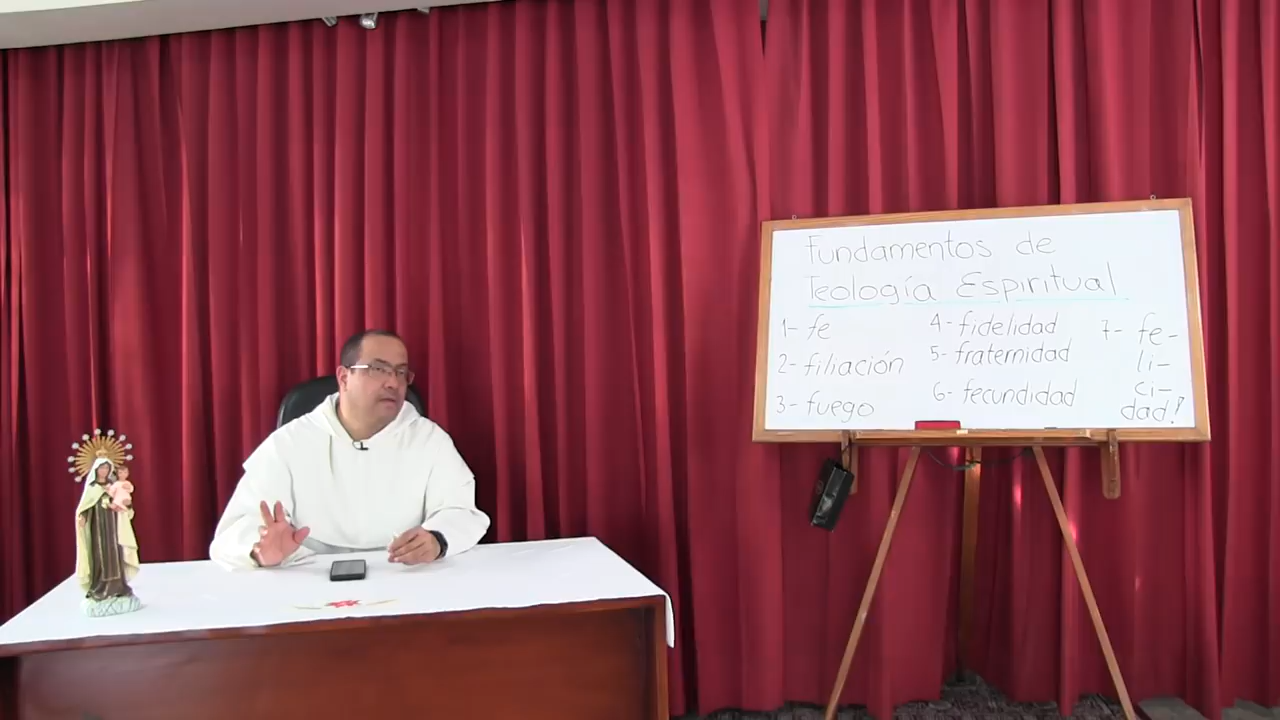 Fundamentos de
Teología Espiritual
1- fe
2- filiación
3- fuego
4- fidelidad
5- fraternidad
6- fecundidad
7- fe-
li-
ci-
dad!